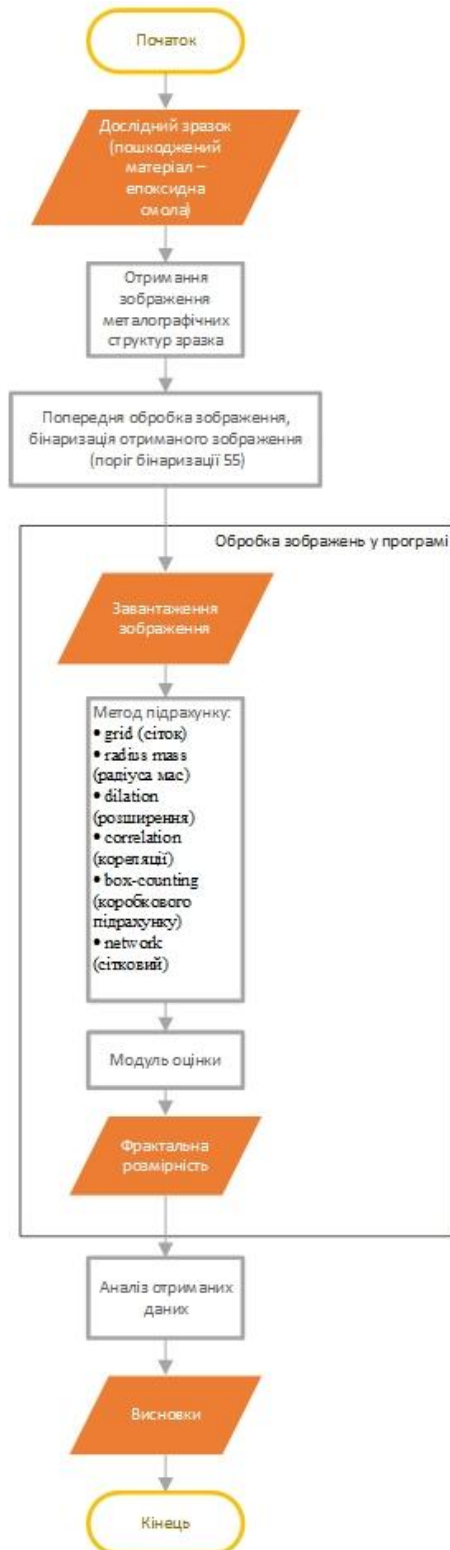 Початок
Дослідний зразок
(пошкоджений
матеріал –
епоксидна
смола)
Отримання
зображення
металографічних
структур зразка
Попередня обробка зображення,
бінаризація отриманого зображення
(поріг бінаризації 55)
Обробка зображень у програмі
Завантаження
зображення
Метод підрахунку:
• grid (сіток)
• radius mass
(радіуса мас)
• dilation
(розширення)
• correlation
(кореляції)
• box-counting
(коробкового
підрахунку)
• network
(сітковий)
Модуль оцінки
Фрактальна
розмірність
Аналіз отриманих
даних
Висновки
Кінець